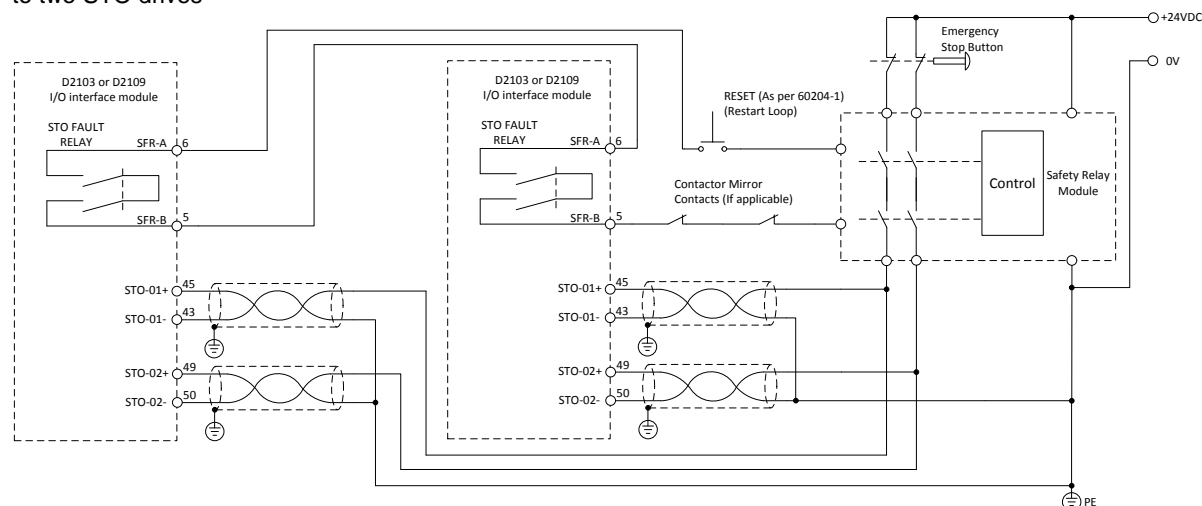 to two STO drives
+24VDC
Emergency
Stop Button
0V
D2103 or D2109
I/O interface module
STO FAULT
RELAY
SFR-A
6
SFR-B
5
STO-01+
45
STO-01-
43
STO-02+
49
STO-02-
50
D2103 or D2109
I/O interface module
STO FAULT
RELAY
SFR-A
6
SFR-B
5
STO-01+
45
STO-01-
43
STO-02+
49
STO-02-
50
RESET (As per 60204-1)
(Restart Loop)
Contactor Mirror
Contacts (If applicable)
Control
Safety Relay
Module
PE